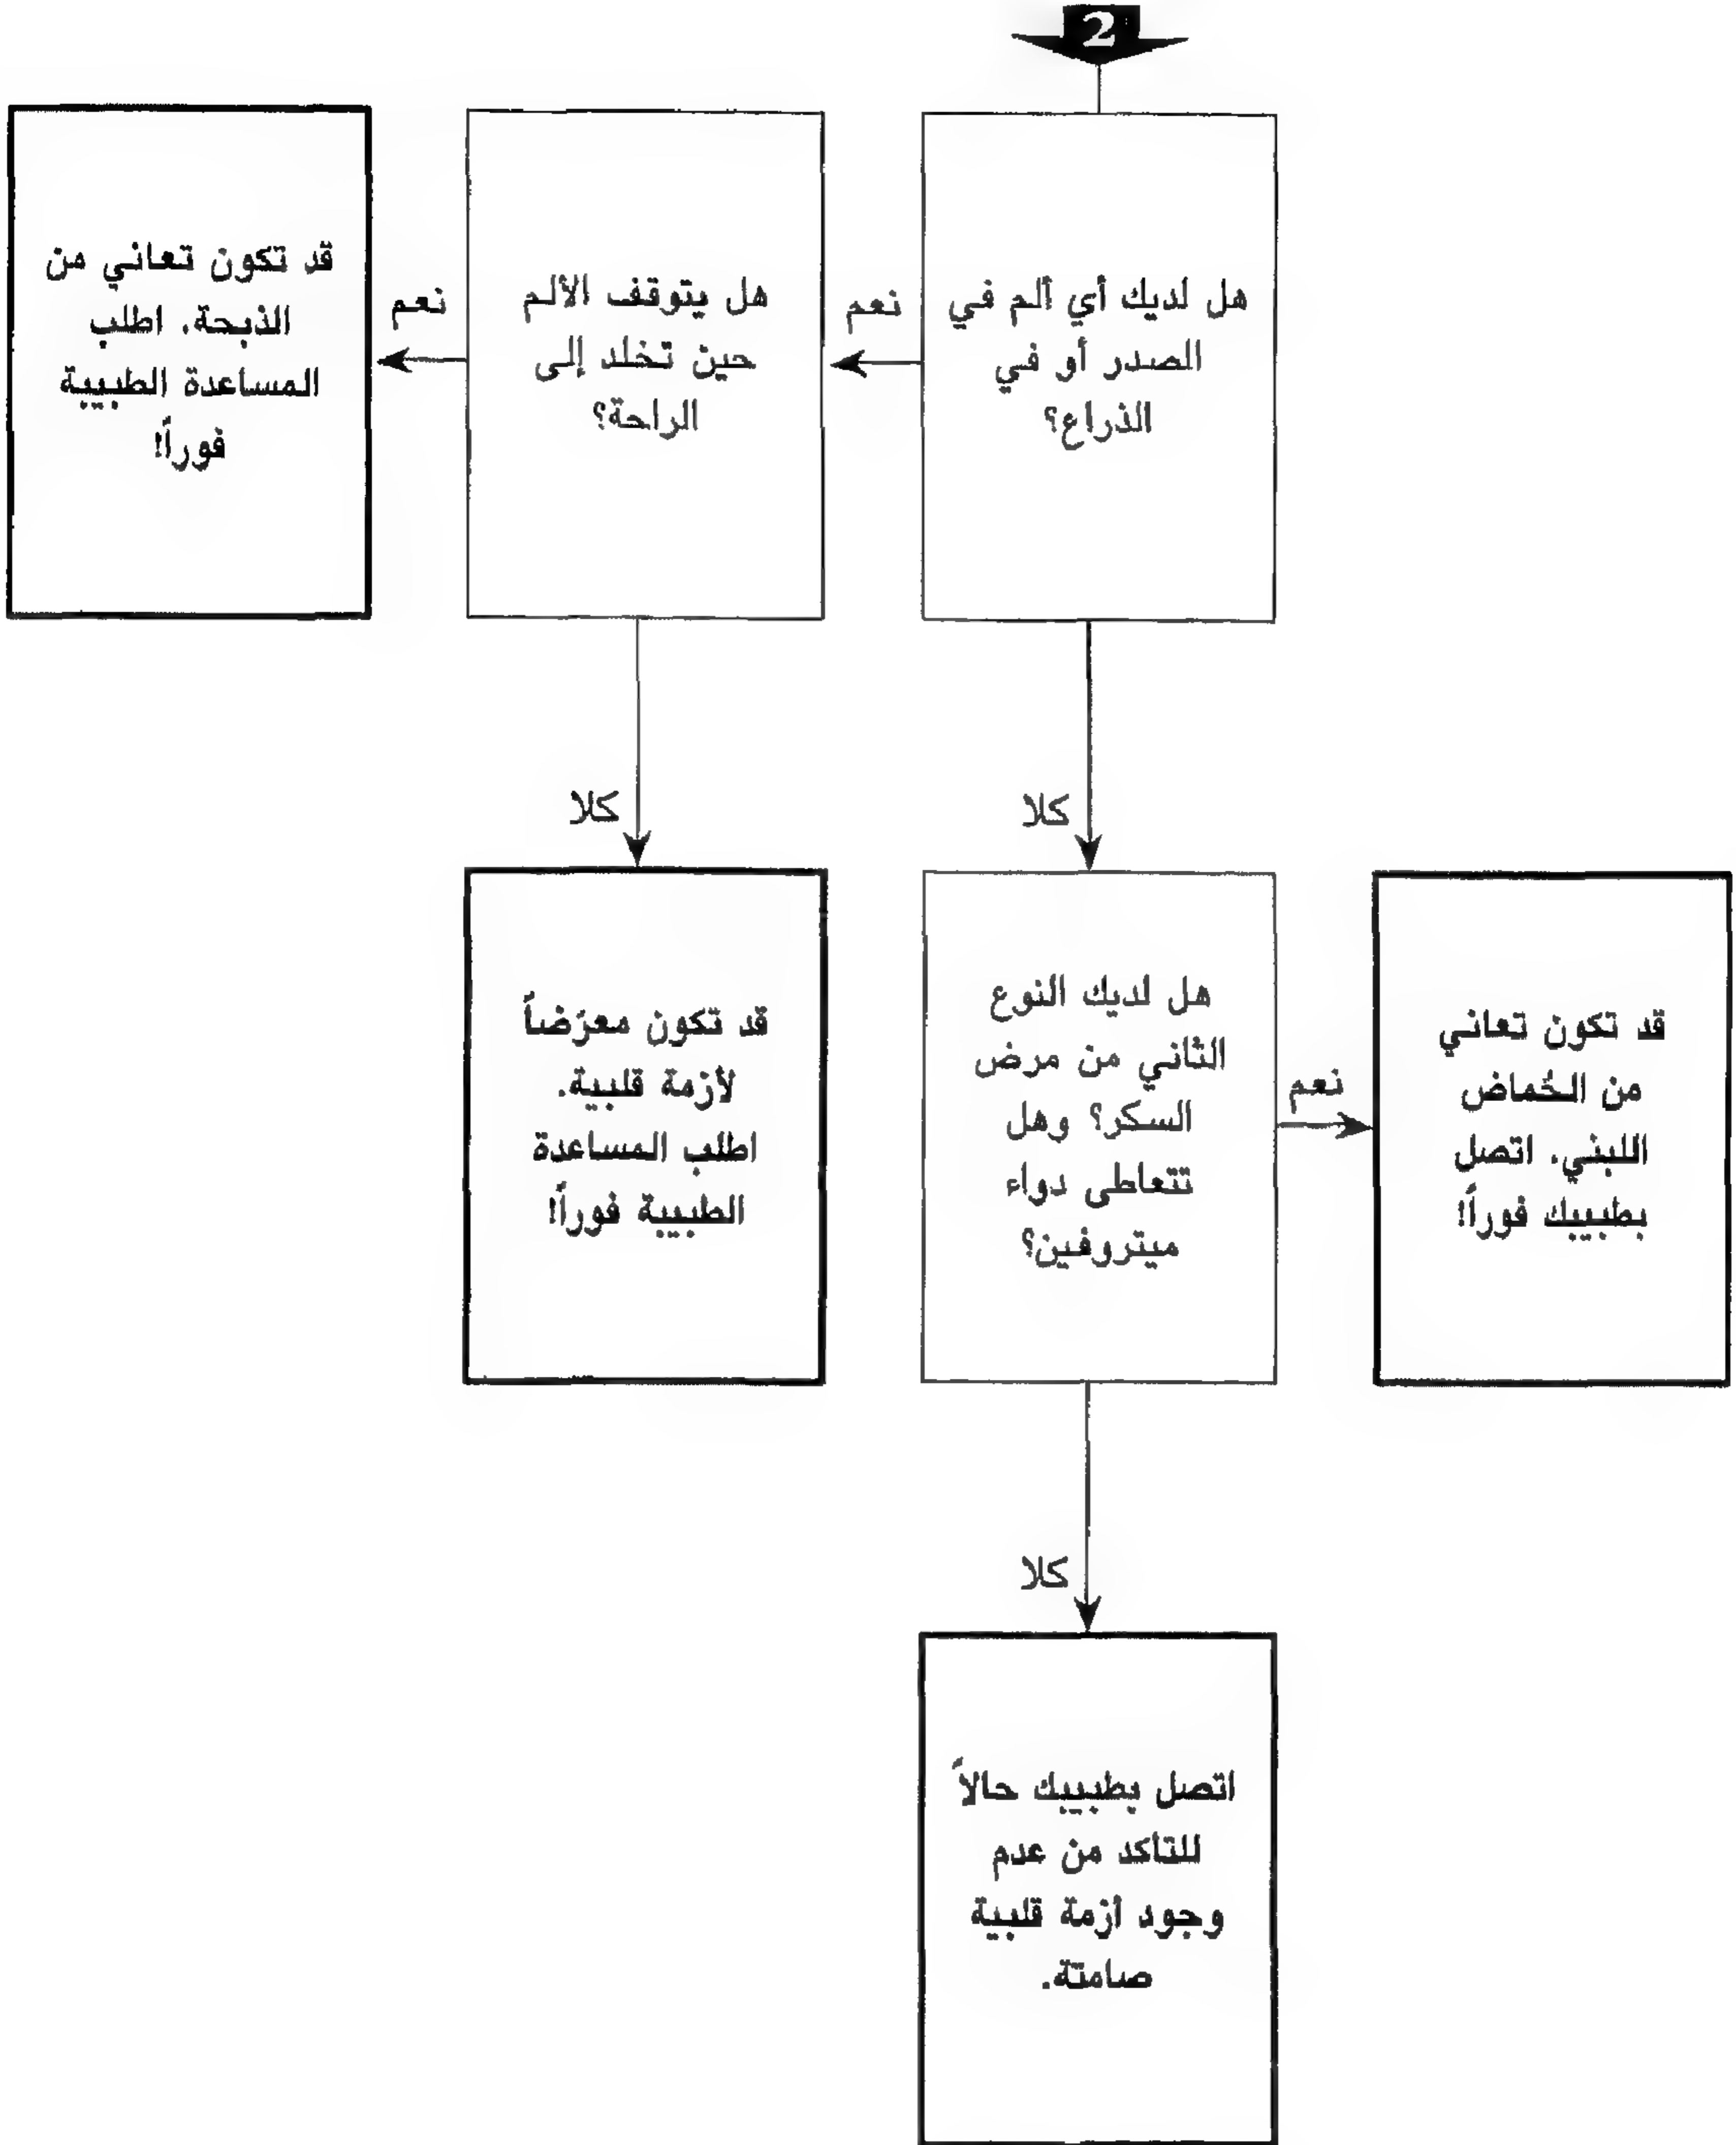 2
هل لديك أي ألم في
الصدر أو في
الذراع؟
نعم
هل يتوقف الألم
حين تخلد إلى
الراحة؟
نعم
قد تكون تعاني من
الذبحة. اطلب
المساعدة الطبيبة
فوراً!
كلا
كلا
قد تكون تعاني
من الحُماض
اللبني. اتصل
بطبيبك فوراً!
نعم
هل لديك النوع
الثاني من مرض
السكر؟ وهل
تتعاطى دواء
ميتروفين؟
قد تكون معرّضاً
لأزمة قلبية.
اطلب المساعدة
الطبيبة فوراً!
كلا
اتصل بطبيبك حالاً
للتأكد من عدم
وجود أزمة قلبية
صامتة.